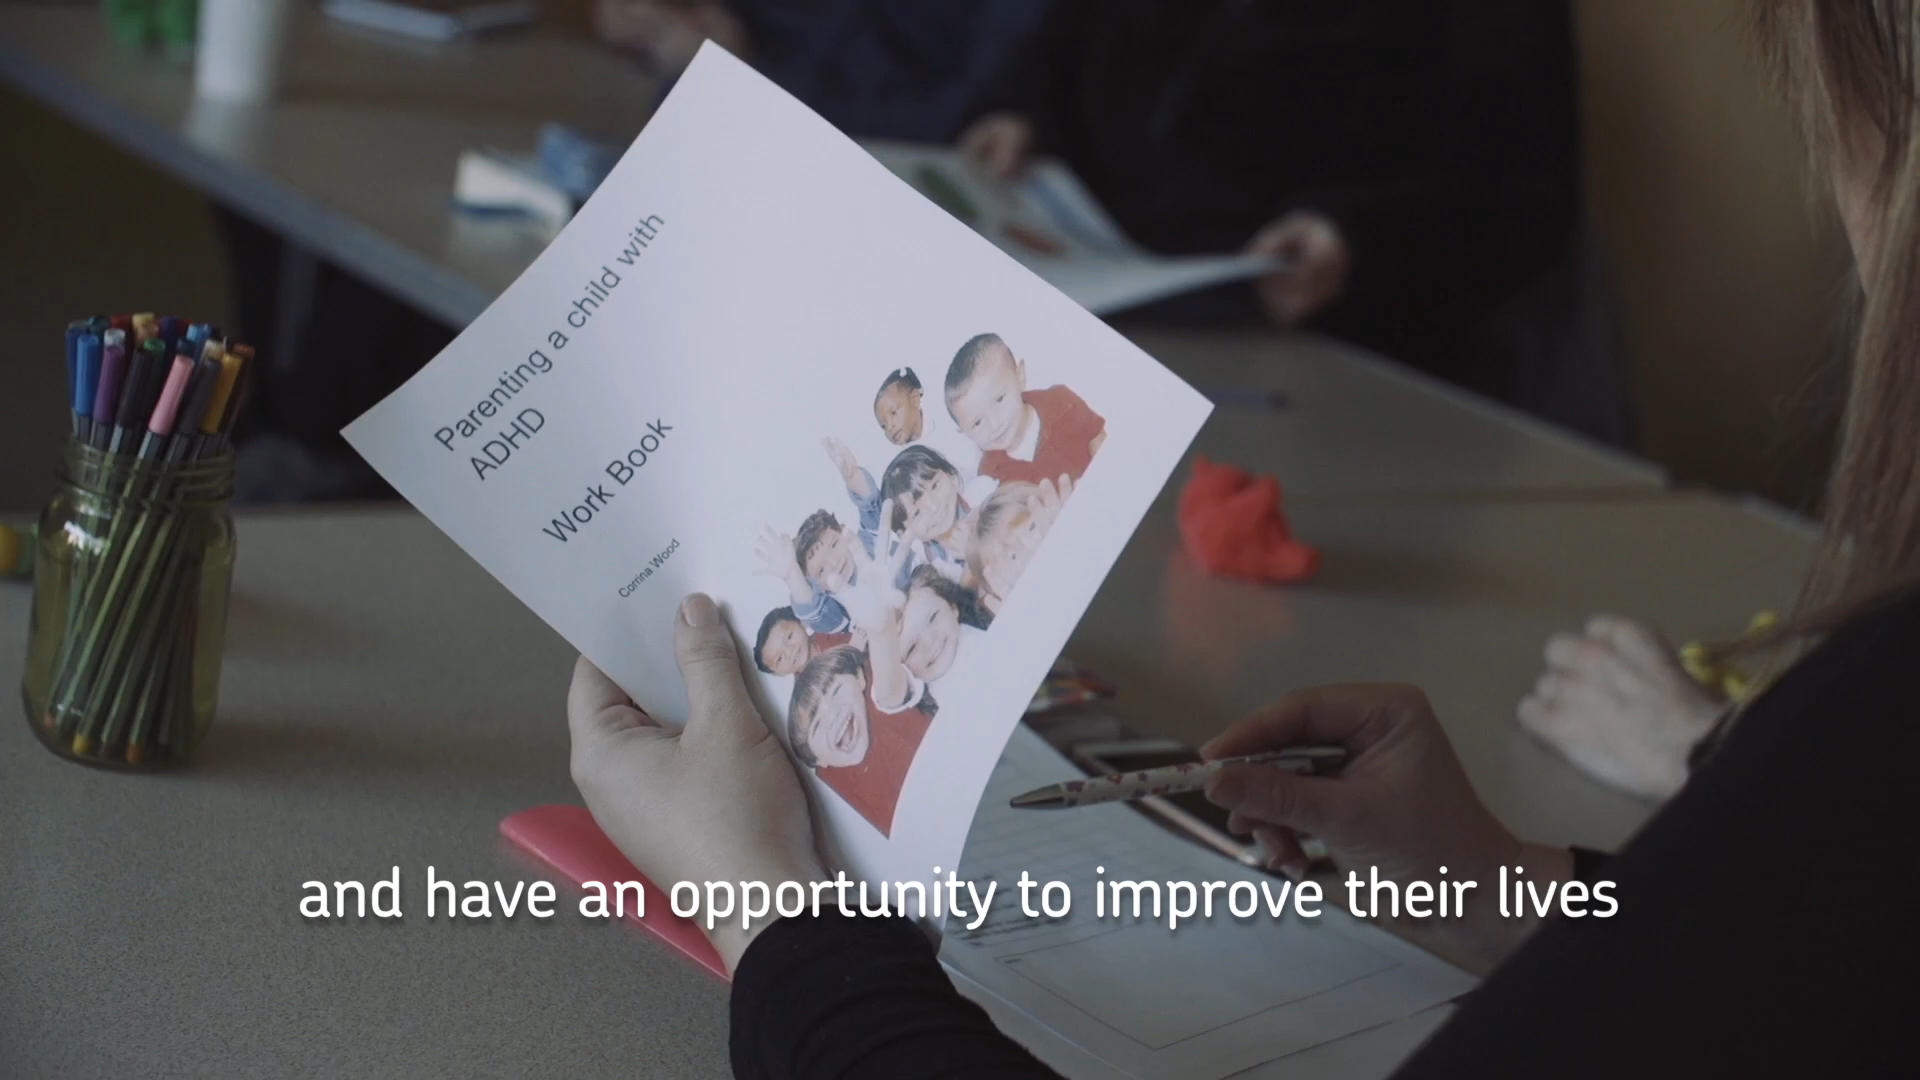 Parenting a child with
ADHD
Work Book
Corrina Wood
and have an opportunity to improve their lives